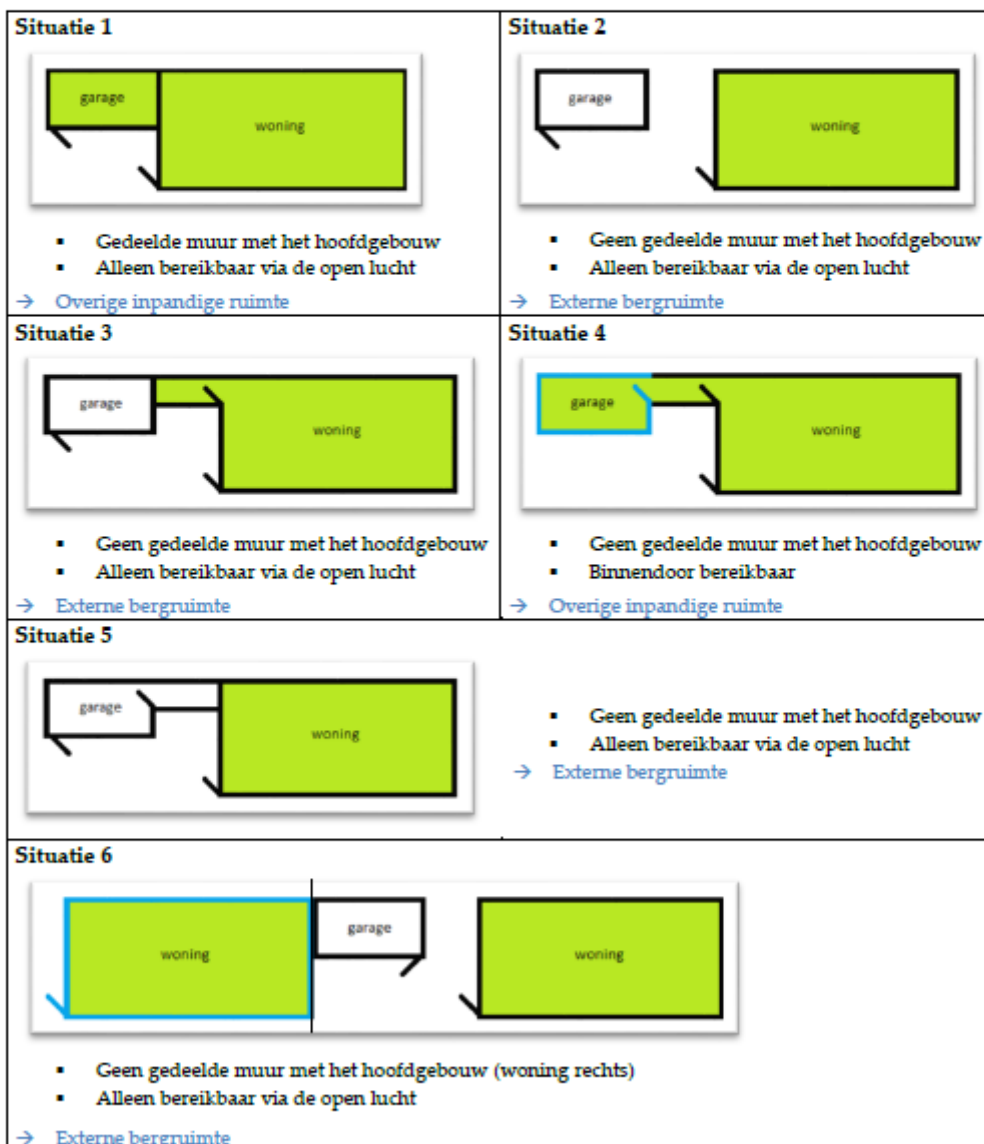 Situatie 1
garage
woning
▪ Gedeelde muur met het hoofdgebouw
▪ Alleen bereikbaar via de open lucht
→ Overige inpandige ruimte
Situatie 2
garage
woning
▪ Geen gedeelde muur met het hoofdgebouw
▪ Alleen bereikbaar via de open lucht
→ Externe bergruimte
Situatie 3
garage
woning
▪ Geen gedeelde muur met het hoofdgebouw
▪ Alleen bereikbaar via de open lucht
→ Externe bergruimte
Situatie 4
garage
woning
▪ Geen gedeelde muur met het hoofdgebouw
▪ Binnendoor bereikbaar
→ Overige inpandige ruimte
Situatie 5
garage
woning
▪ Geen gedeelde muur met het hoofdgebouw
▪ Alleen bereikbaar via de open lucht
→ Externe bergruimte
Situatie 6
woning
garage
woning
▪ Geen gedeelde muur met het hoofdgebouw (woning rechts)
▪ Alleen bereikbaar via de open lucht
→ Externe bergruimte